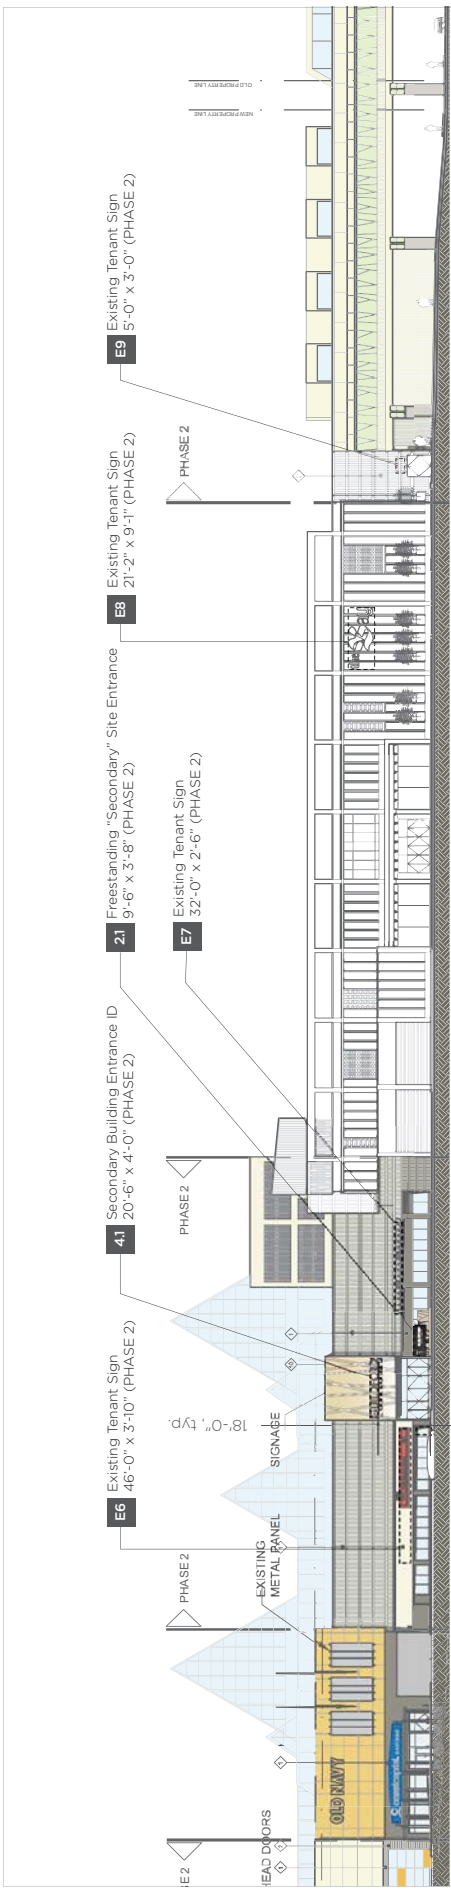 E6 Existing Tenant Sign
46'-0" x 3'-10" (PHASE 2)
4.1 Secondary Building Entrance ID
20'-6" x 4'-0" (PHASE 2)
2.1 Freestanding "Secondary" Site Entrance
9'-6" x 3'-8" (PHASE 2)
E7 Existing Tenant Sign
32'-0" x 2'-6" (PHASE 2)
E8 Existing Tenant Sign
21'-2" x 9'-1" (PHASE 2)
E9 Existing Tenant Sign
5'-0" x 3'-0" (PHASE 2)
E 2
PHASE 2
PHASE 2
PHASE 2
OLD PROPERTY LINE
NEW PROPERTY LINE
18'-0", typ.
SIGNAGE
EXISTING
METAL PANEL
HEAD DOORS
OLD NAVY